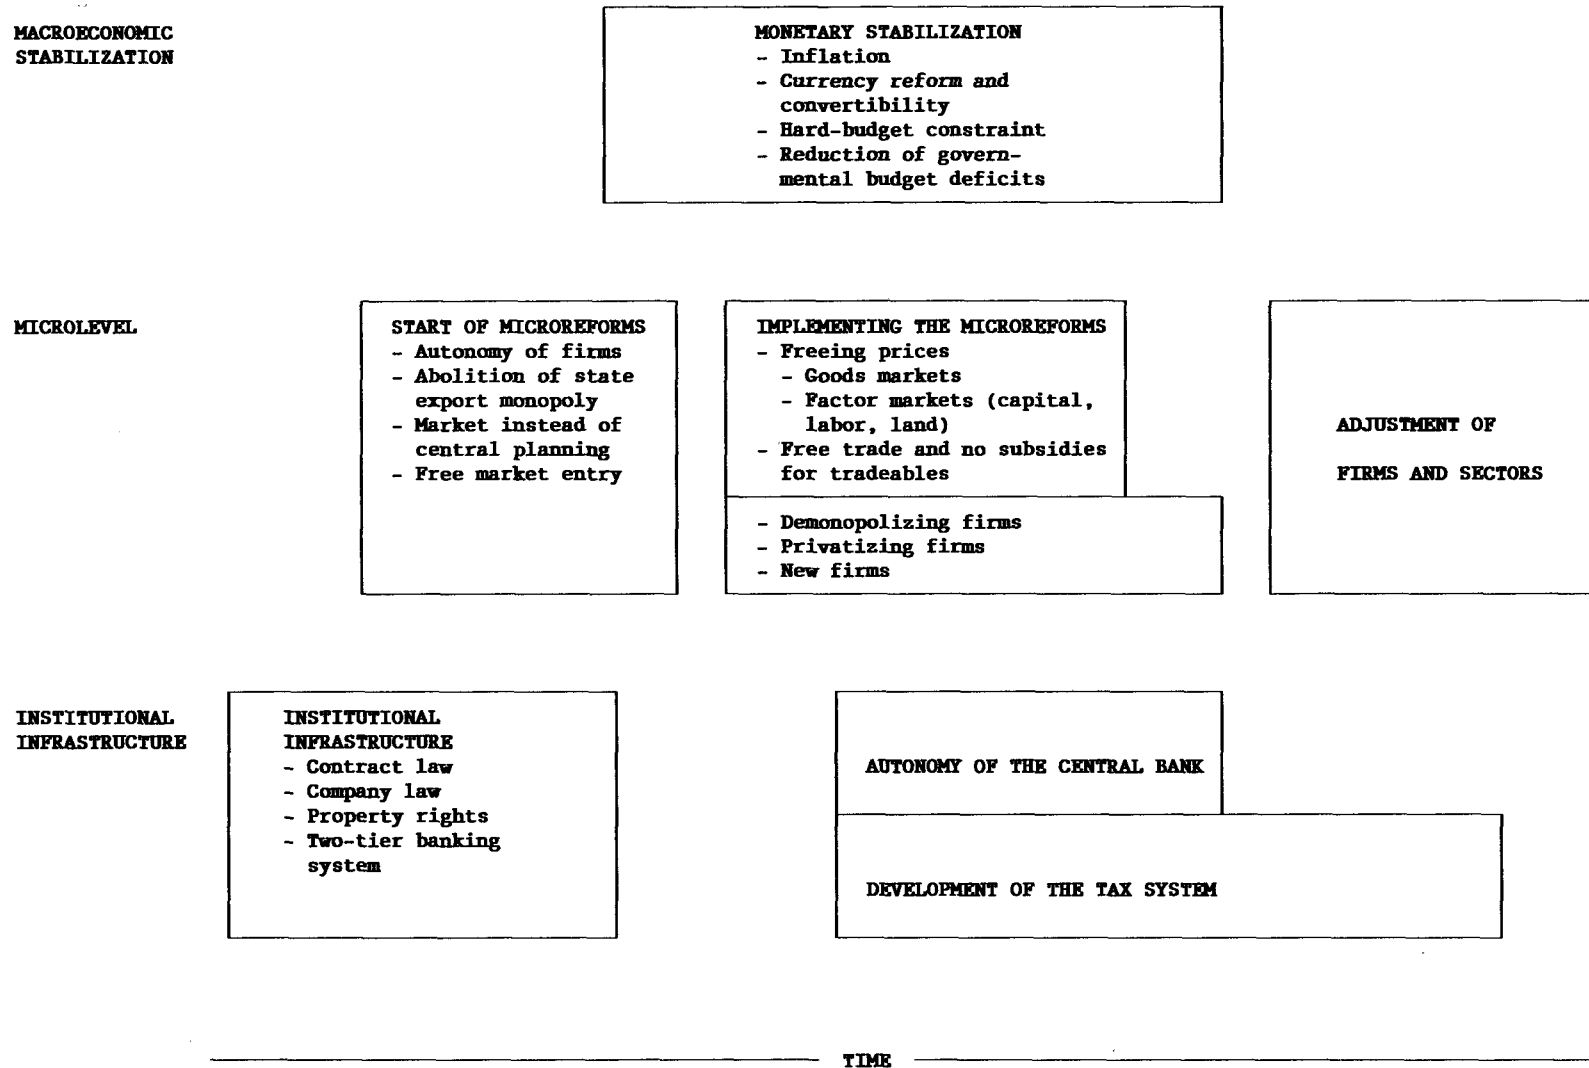 MACROECONOMIC
STABILIZATION
MONETARY STABILIZATION
- Inflation
- Currency reform and
convertibility
- Hard-budget constraint
- Reduction of govern-
mental budget deficits
MICROLEVEL
START OF MICROREFORMS
- Autonomy of firms
- Abolition of state
export monopoly
- Market instead of
central planning
- Free market entry
IMPLEMENTING THE MICROREFORMS
- Freeing prices
- Goods markets
- Factor markets (capital,
labor, land)
- Free trade and no subsidies
for tradeables
- Demonopolizing firms
- Privatizing firms
- New firms
ADJUSTMENT OF
FIRMS AND SECTORS
INSTITUTIONAL
INFRASTRUCTURE
INSTITUTIONAL
INFRASTRUCTURE
- Contract law
- Company law
- Property rights
- Two-tier banking
system
AUTONOMY OF THE CENTRAL BANK
DEVELOPMENT OF THE TAX SYSTEM
TIME